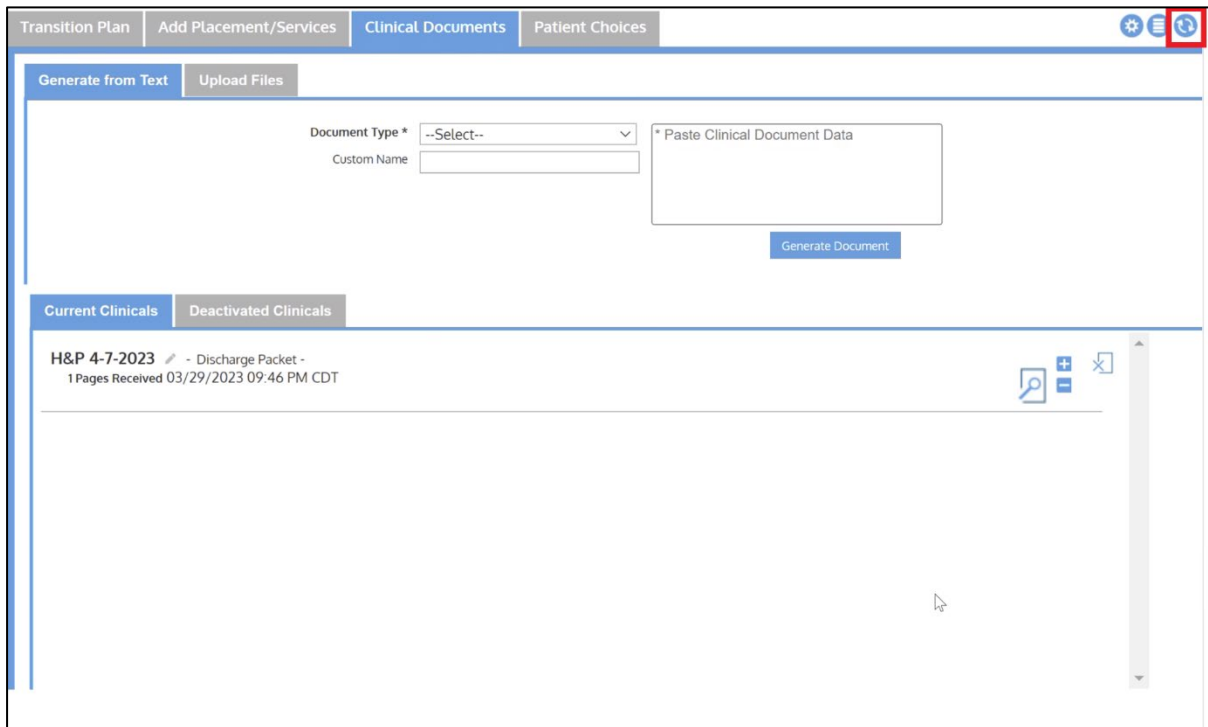 Transition Plan Add Placement/Services Clinical Documents Patient Choices
Generate from Text Upload Files
Document Type * --Select-- * Paste Clinical Document Data
Custom Name
Generate Document
Current Clinicals Deactivated Clinicals
H&P 4-7-2023 - Discharge Packet -
1 Pages Received 03/29/2023 09:46 PM CDT